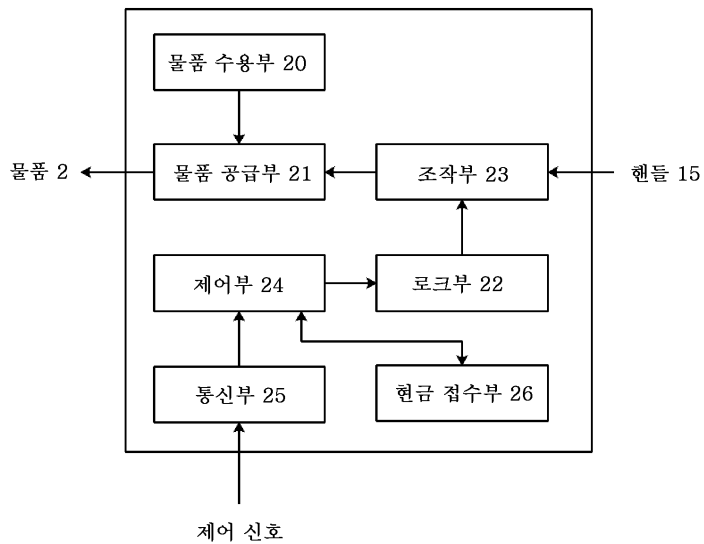 물품 수용부 20
물품 2
물품 공급부 21
조작부 23
핸들 15
제어부 24
로크부 22
통신부 25
현금 접수부 26
제어 신호